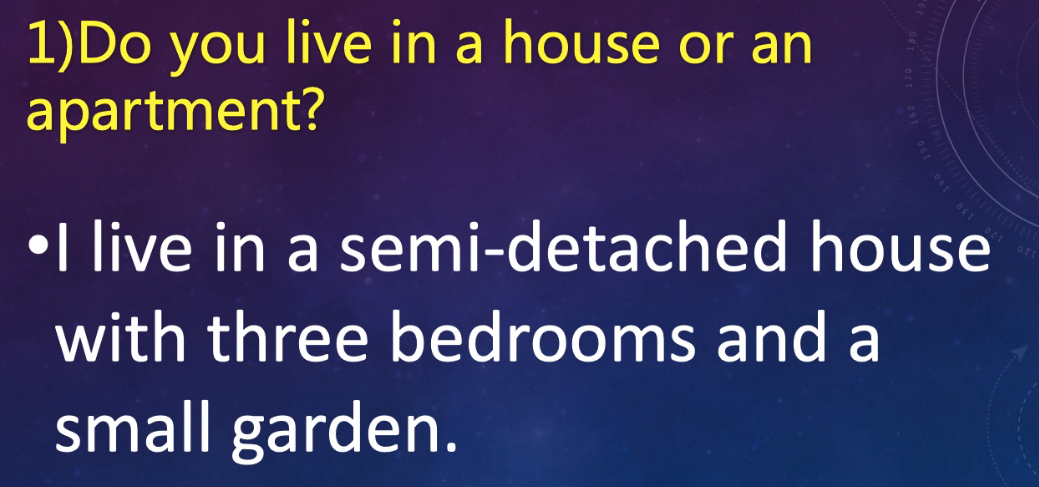 1)Do you live in a house or an
apartment?
•I live in a semi-detached house
with three bedrooms and a
small garden.